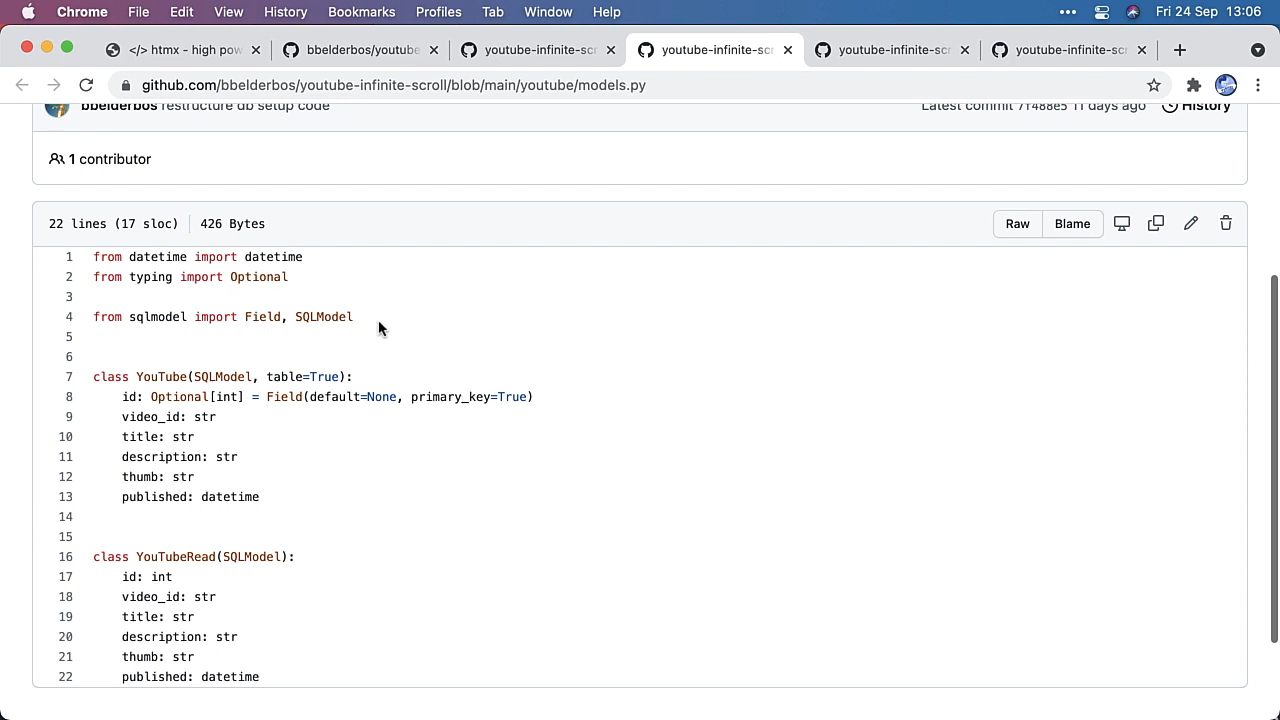 Chrome File Edit View History Bookmarks Profiles Tab Window Help Fri 24 Sep 13:06
</> htmx - high pow bbelderbos/youtube youtube-infinite-scr youtube-infinite-scr youtube-infinite-scr youtube-infinite-scr
github.com/bbelderbos/youtube-infinite-scroll/blob/main/youtube/models.py
bbelderbos restructure db setup code Latest commit 7f488e5 11 days ago History
1 contributor
22 lines (17 sloc) 426 Bytes Raw Blame
1 from datetime import datetime
2 from typing import Optional
3
4 from sqlmodel import Field, SQLModel
5
6
7 class YouTube(SQLModel, table=True):
8 id: Optional[int] = Field(default=None, primary_key=True)
9 video_id: str
10 title: str
11 description: str
12 thumb: str
13 published: datetime
14
15
16 class YouTubeRead(SQLModel):
17 id: int
18 video_id: str
19 title: str
20 description: str
21 thumb: str
22 published: datetime